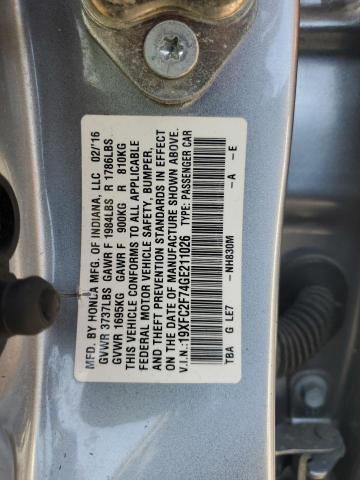 MFD. BY HONDA MFG. OF INDIANA, LLC 02/'16
GVWR 3737LBS GAWR F 1984LBS R 1786LBS
GVWR 1695KG GAWR F 900KG R 810KG
THIS VEHICLE CONFORMS TO ALL APPLICABLE
FEDERAL MOTOR VEHICLE SAFETY, BUMPER,
AND THEFT PREVENTION STANDARDS IN EFFECT
ON THE DATE OF MANUFACTURE SHOWN ABOVE.
V.I.N.:19XFC2F74GE211026 TYPE: PASSENGER CAR
TBA G LE7 -NH830M -A -E